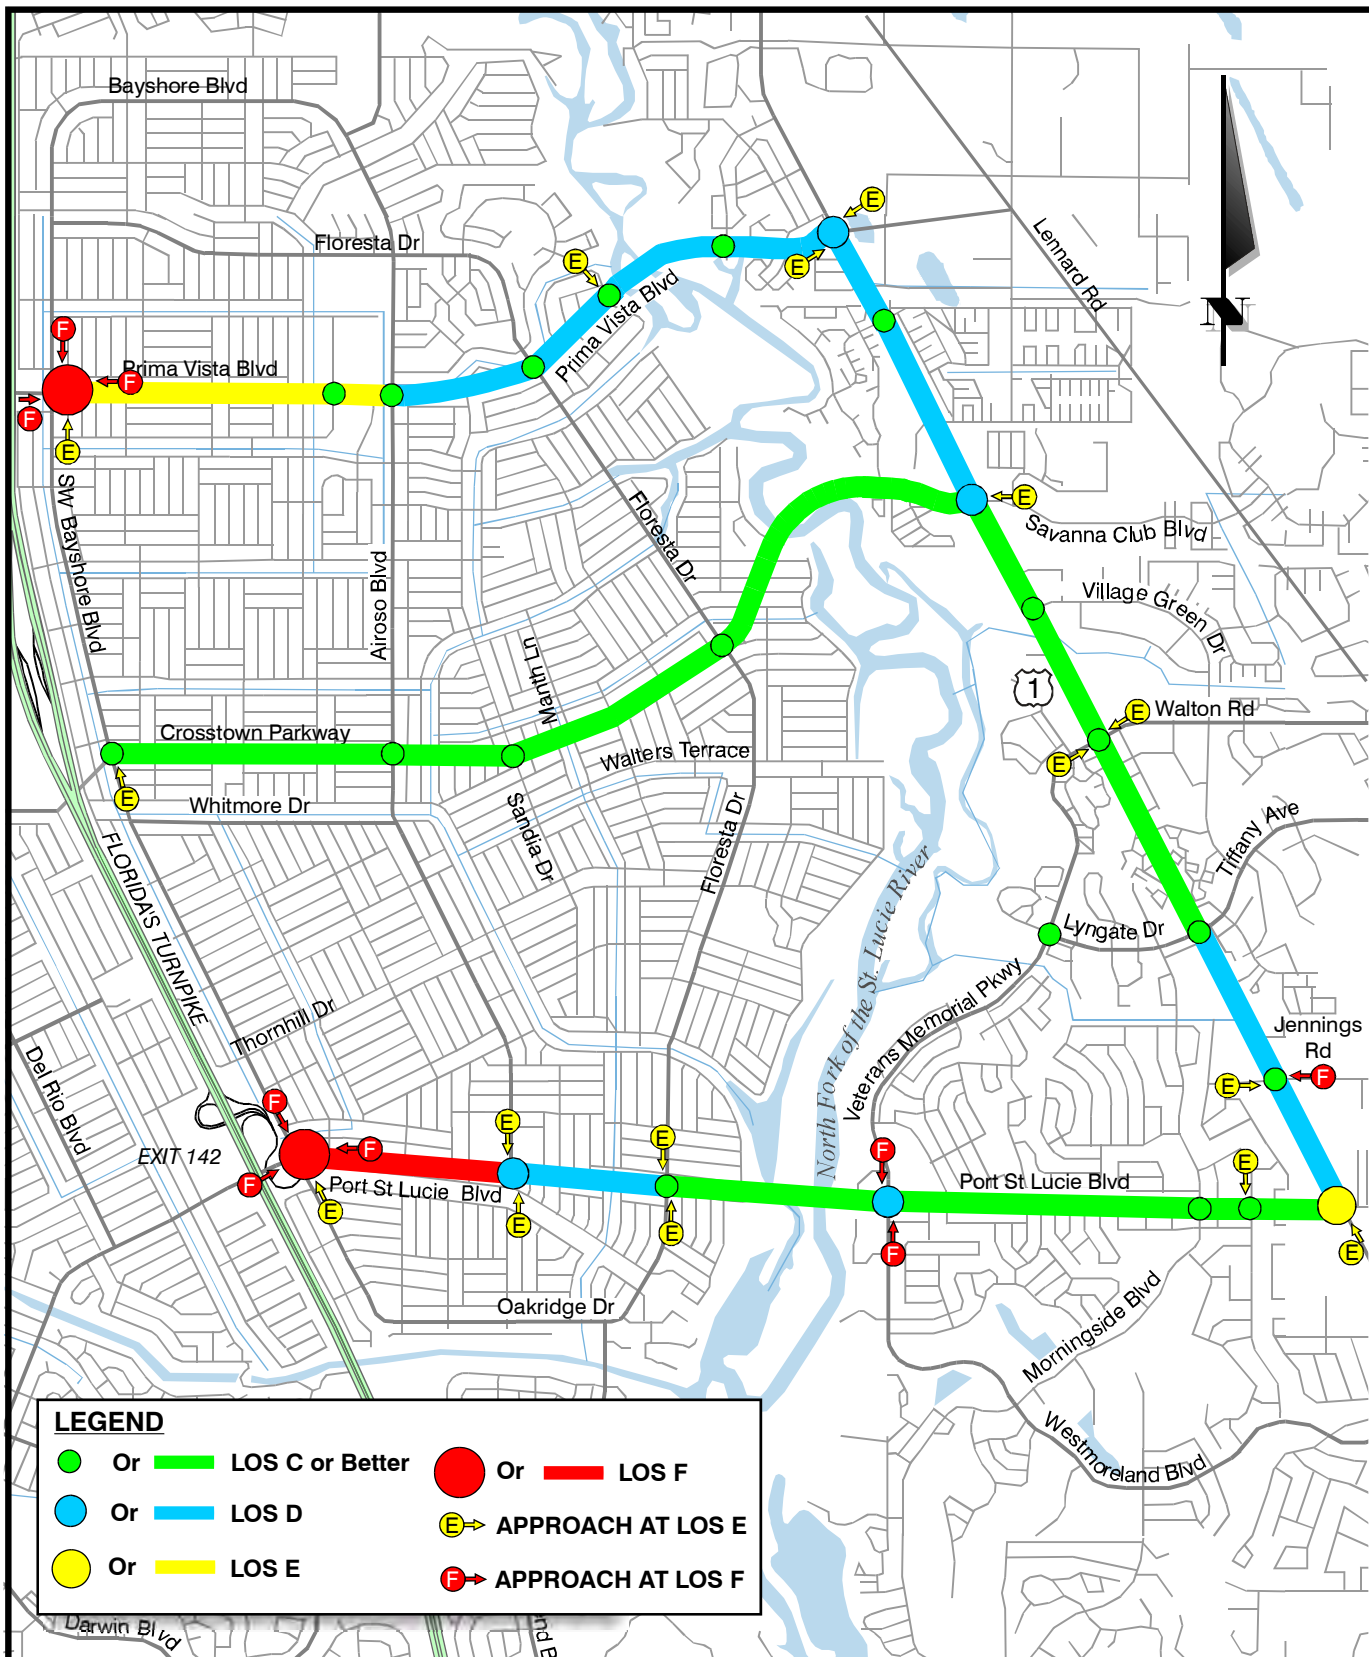 Bayshore Blvd
Floresta Dr
E
E
E
E
Lennard Rd
N
F
Prima Vista Blvd
F
F
E
Prima Vista Blvd
SW Bayshore Blvd
Airoso Blvd
Floresta Dr
E
Savanna Club Blvd
Village Green Dr
Manth Ln
1
E
Walton Rd
E
Crosstown Parkway
Walters Terrace
E
Whitmore Dr
Sandia Dr
Floresta Dr
Tiffany Ave
FLORIDA'S TURNPIKE
North Fork of the St. Lucie River
Lyngate Dr
Veterans Memorial Pkwy
Thornhill Dr
Del Rio Blvd
Jennings
Rd
E
F
F
EXIT 142
F
F
E
Port St Lucie Blvd
E
E
E
E
F
F
Port St Lucie Blvd
E
E
Oakridge Dr
Morningside Blvd
Westmoreland Blvd
LEGEND
Or LOS C or Better
Or LOS D
Or LOS E
Or LOS F
E APPROACH AT LOS E
F APPROACH AT LOS F
Darwin Blvd